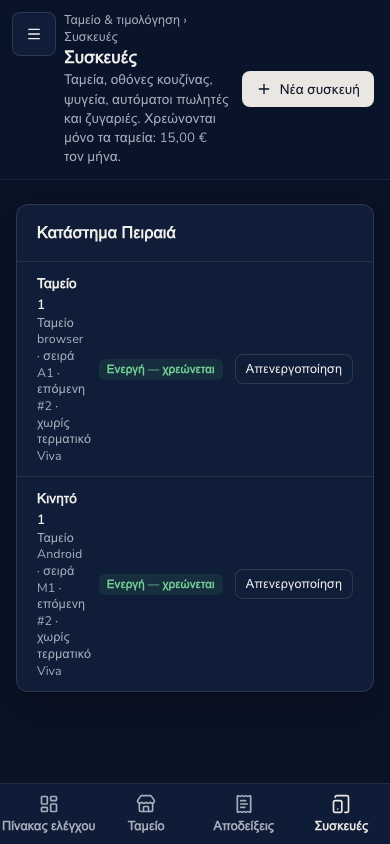 Ταμείο & τιμολόγηση ›
Συσκευές
Συσκευές
Ταμεία, οθόνες κουζίνας,
ψυγεία, αυτόματοι πωλητές
και ζυγαριές. Χρεώνονται
μόνο τα ταμεία: 15,00 €
τον μήνα.
+ Νέα συσκευή
Κατάστημα Πειραιά
Ταμείο
1
Ταμείο
browser
· σειρά
A1 ·
επόμενη
#2 ·
χωρίς
τερματικό
Viva
Ενεργή — χρεώνεται
Απενεργοποίηση
Κινητό
1
Ταμείο
Android
· σειρά
M1 ·
επόμενη
#2 ·
χωρίς
τερματικό
Viva
Ενεργή — χρεώνεται
Απενεργοποίηση
Πίνακας ελέγχου
Ταμείο
Αποδείξεις
Συσκευές